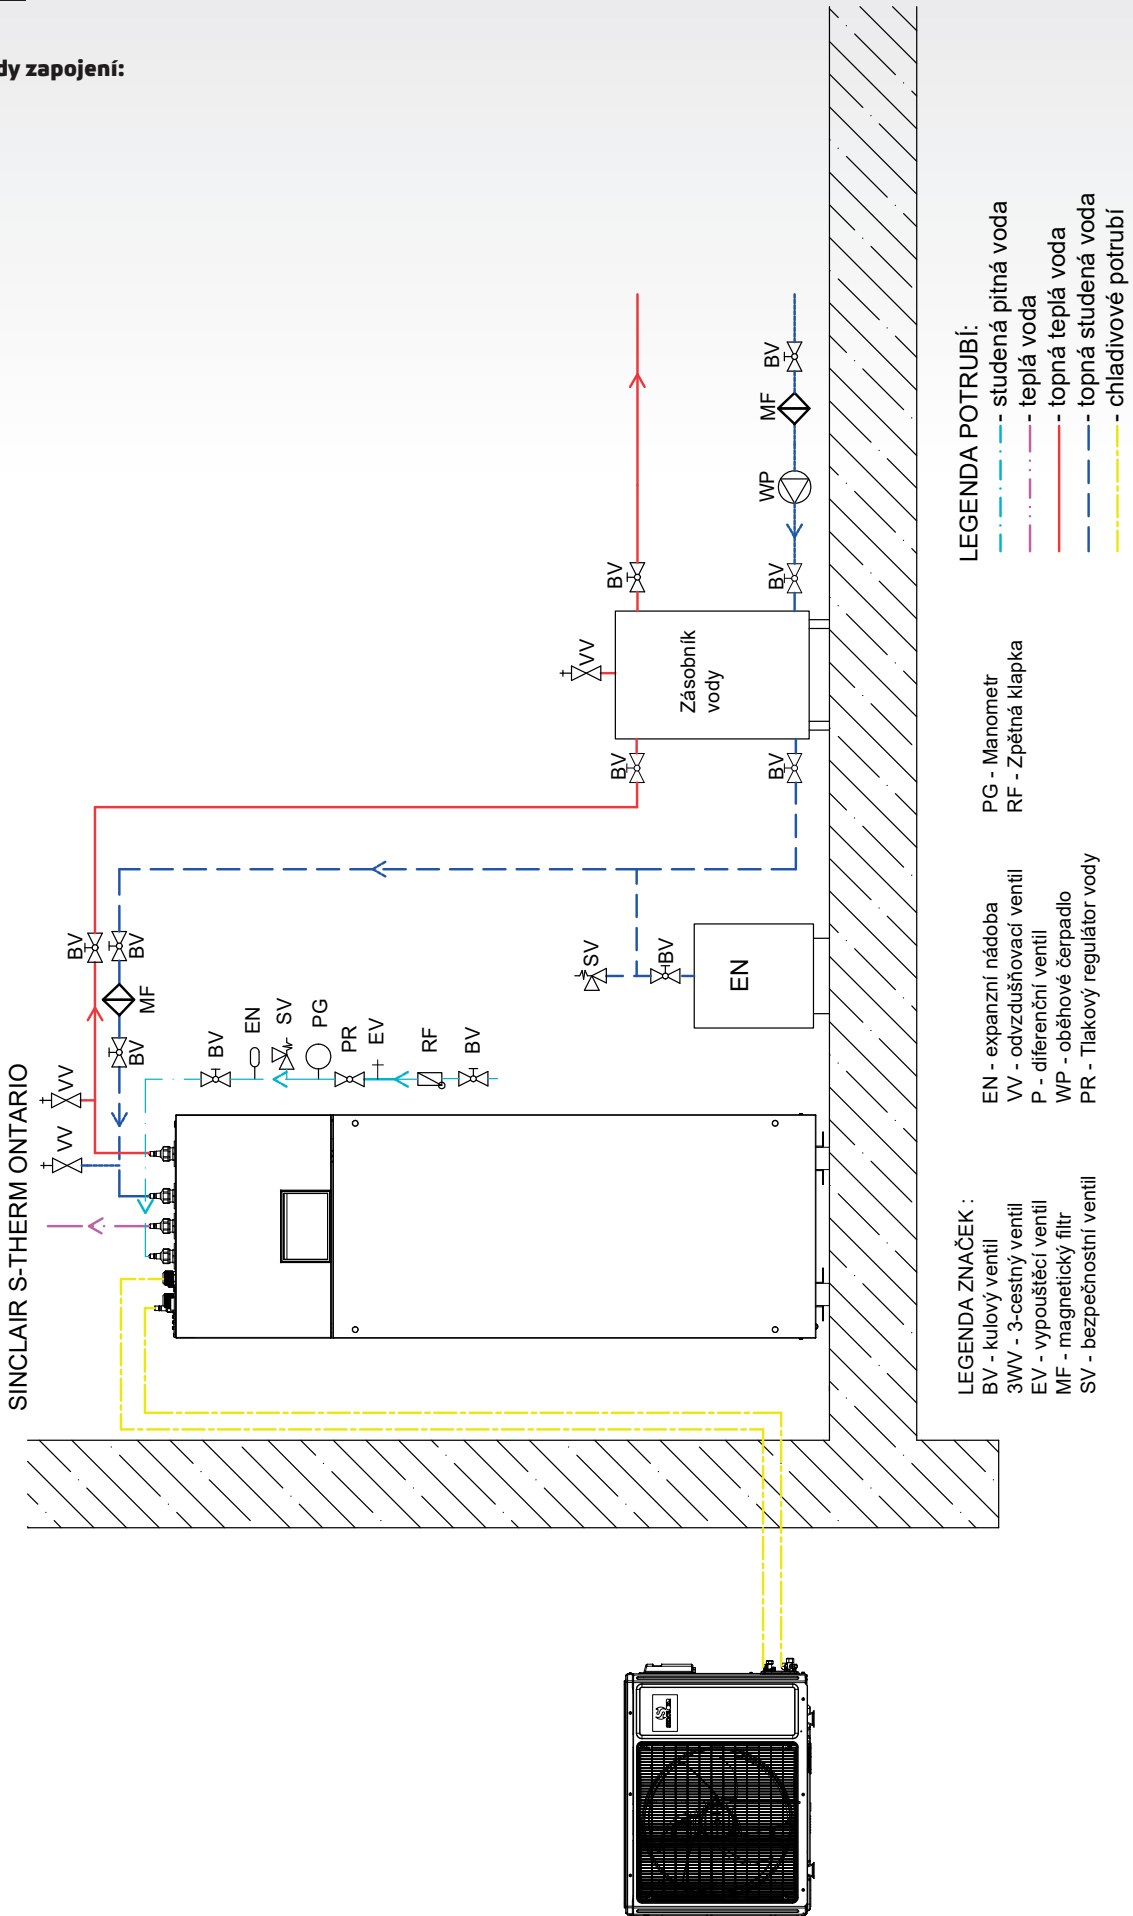 dy zapojení:
SINCLAIR S-THERM ONTARIO
VV
VV
BV
BV
MF
BV
BV
EN
SV
PG
PR
EV
RF
BV
SV
BV
EN
BV
BV
VV
Zásobník
vody
BV
BV
WP
MF
BV
LEGENDA ZNAČEK :
BV - kulový ventil
3WV - 3-cestný ventil
EV - vypouštěcí ventil
MF - magnetický filtr
SV - bezpečnostní ventil
EN - expanzní nádoba
VV - odvzdušňovací ventil
P - diferenční ventil
WP - oběhové čerpadlo
PR - Tlakový regulátor vody
PG - Manometr
RF - Zpětná klapka
LEGENDA POTRUBÍ:
- studená pitná voda
- teplá voda
- topná teplá voda
- topná studená voda
- chladivové potrubí